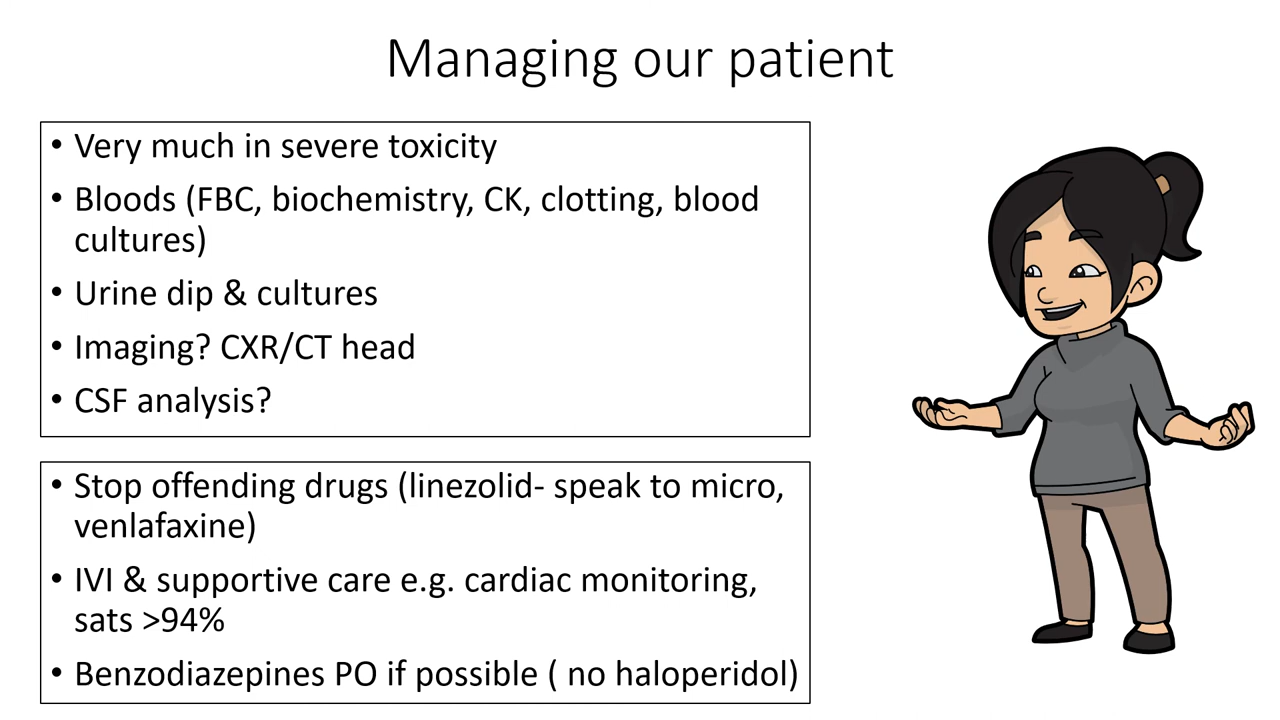 Managing our patient
• Very much in severe toxicity
• Bloods (FBC, biochemistry, CK, clotting, blood
cultures)
• Urine dip & cultures
• Imaging? CXR/CT head
• CSF analysis?
• Stop offending drugs (linezolid- speak to micro,
venlafaxine)
• IVI & supportive care e.g. cardiac monitoring,
sats >94%
• Benzodiazepines PO if possible ( no haloperidol)